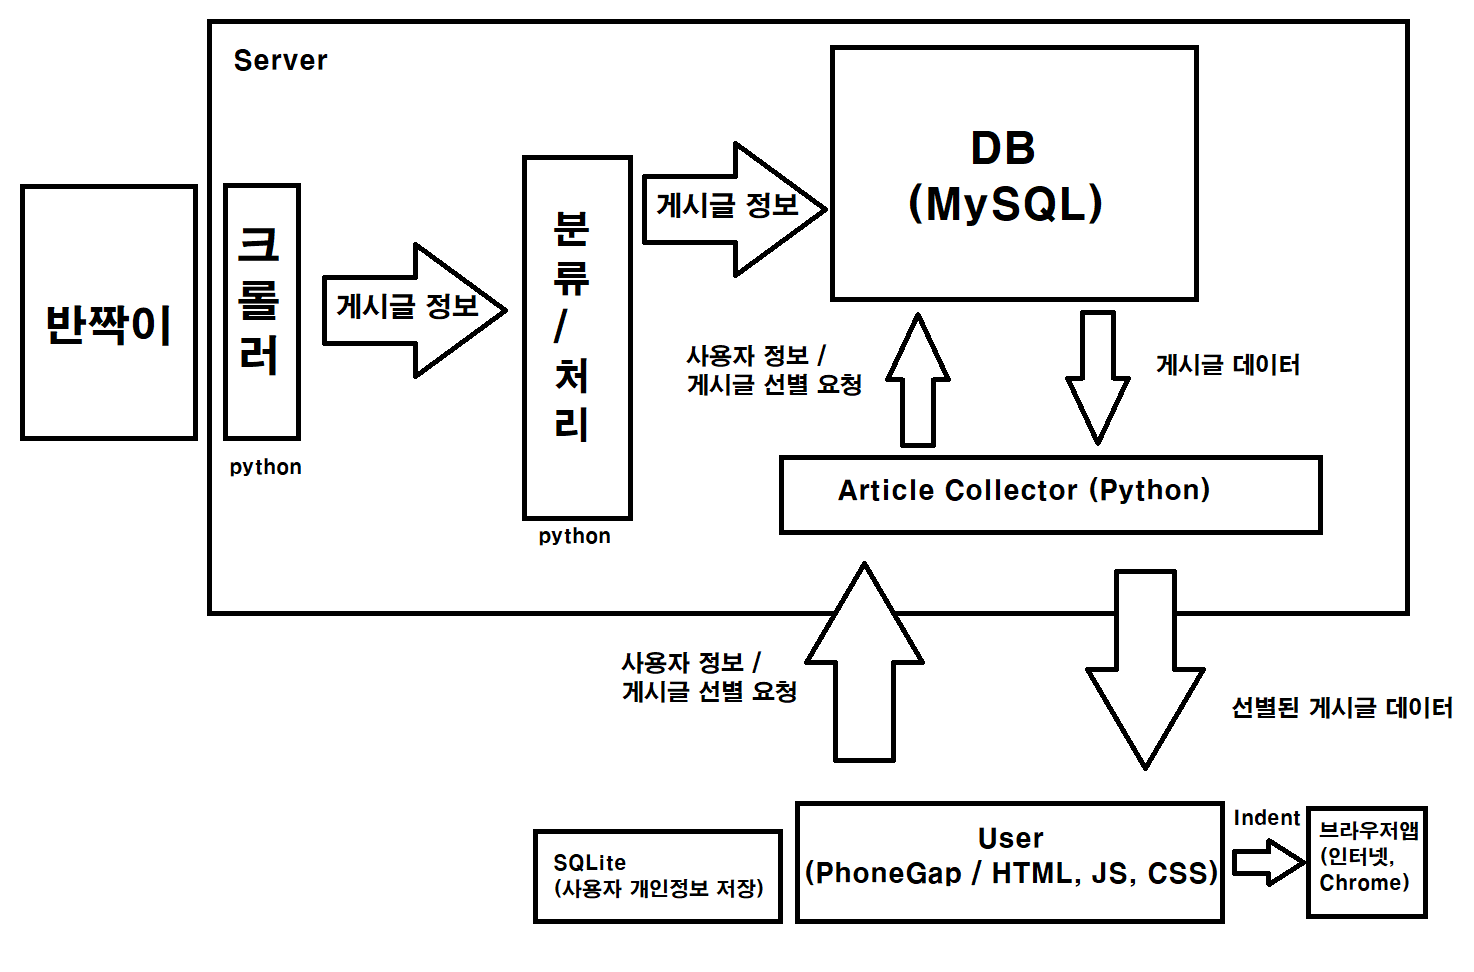 Server
DB
(MySQL)
반짝이
크
롤
러
python
게시글 정보
분
류
/
처
리
python
게시글 정보
사용자 정보 /
게시글 선별 요청
게시글 데이터
Article Collector (Python)
사용자 정보 /
게시글 선별 요청
선별된 게시글 데이터
SQLite
(사용자 개인정보 저장)
User
(PhoneGap / HTML, JS, CSS)
Indent
브라우저앱
(인터넷,
Chrome)